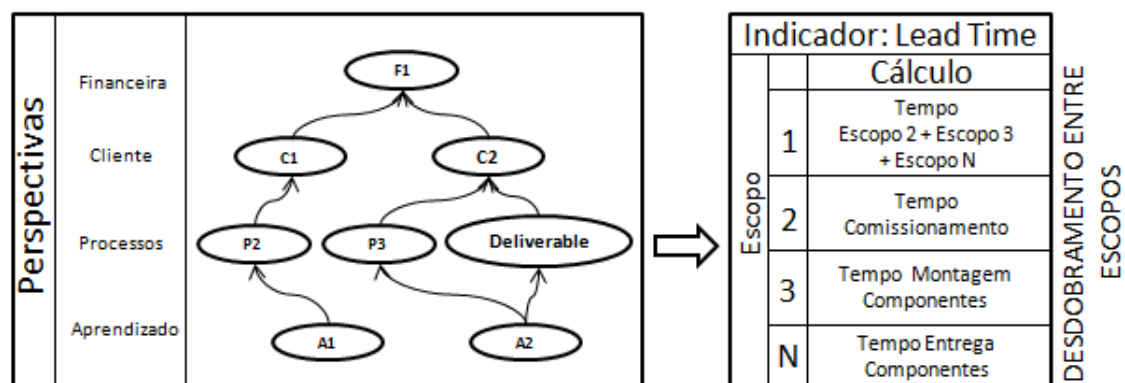 Perspectivas
Financeira
Cliente
Processos
Aprendizado
F1
C1
C2
P2
P3
Deliverable
A1
A2
Indicador: Lead Time
Escopo
Cálculo
1
Tempo
Escopo 2 + Escopo 3
+ Escopo N
2
Tempo
Comissionamento
3
Tempo Montagem
Componentes
N
Tempo Entrega
Componentes
DESDOBRAMENTO ENTRE
ESCOPOS